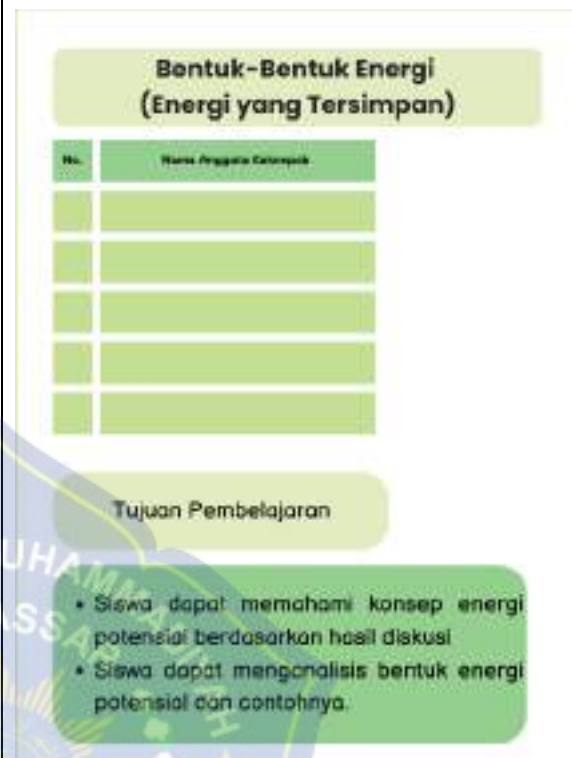 Bentuk-Bentuk Energi
(Energi yang Tersimpan)
No. Nama Anggota Kelompok
Tujuan Pembelajaran
• Siswa dapat memahami konsep energi
potensial berdasarkan hasil diskusi
• Siswa dapat menganalisis bentuk energi
potensial dan contohnya.